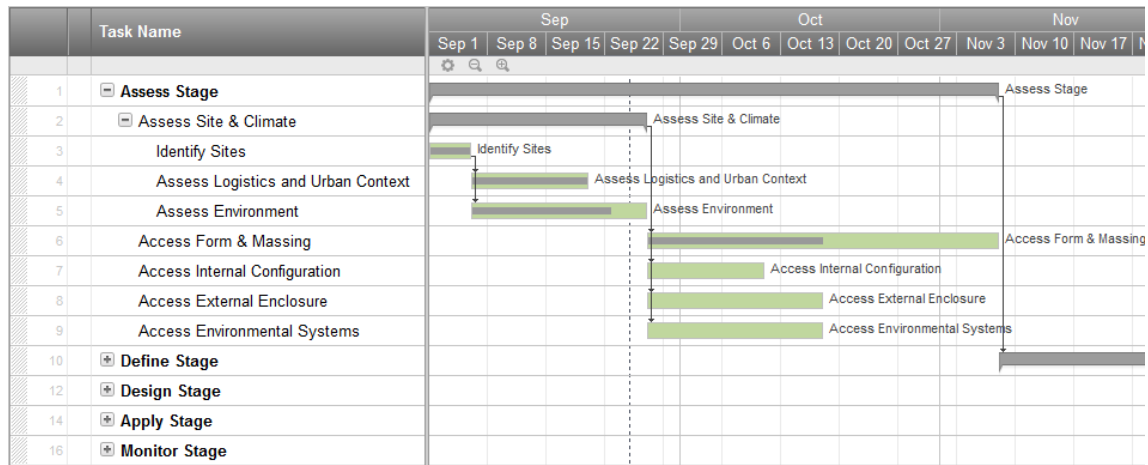 Task Name
Sep Oct Nov
Sep 1 Sep 8 Sep 15 Sep 22 Sep 29 Oct 6 Oct 13 Oct 20 Oct 27 Nov 3 Nov 10 Nov 17
1 Assess Stage Assess Stage
2 Assess Site & Climate Assess Site & Climate
3 Identify Sites Identify Sites
4 Assess Logistics and Urban Context Assess Logistics and Urban Context
5 Assess Environment Assess Environment
6 Access Form & Massing Access Form & Massing
7 Access Internal Configuration Access Internal Configuration
8 Access External Enclosure Access External Enclosure
9 Access Environmental Systems Access Environmental Systems
10 Define Stage
12 Design Stage
14 Apply Stage
16 Monitor Stage